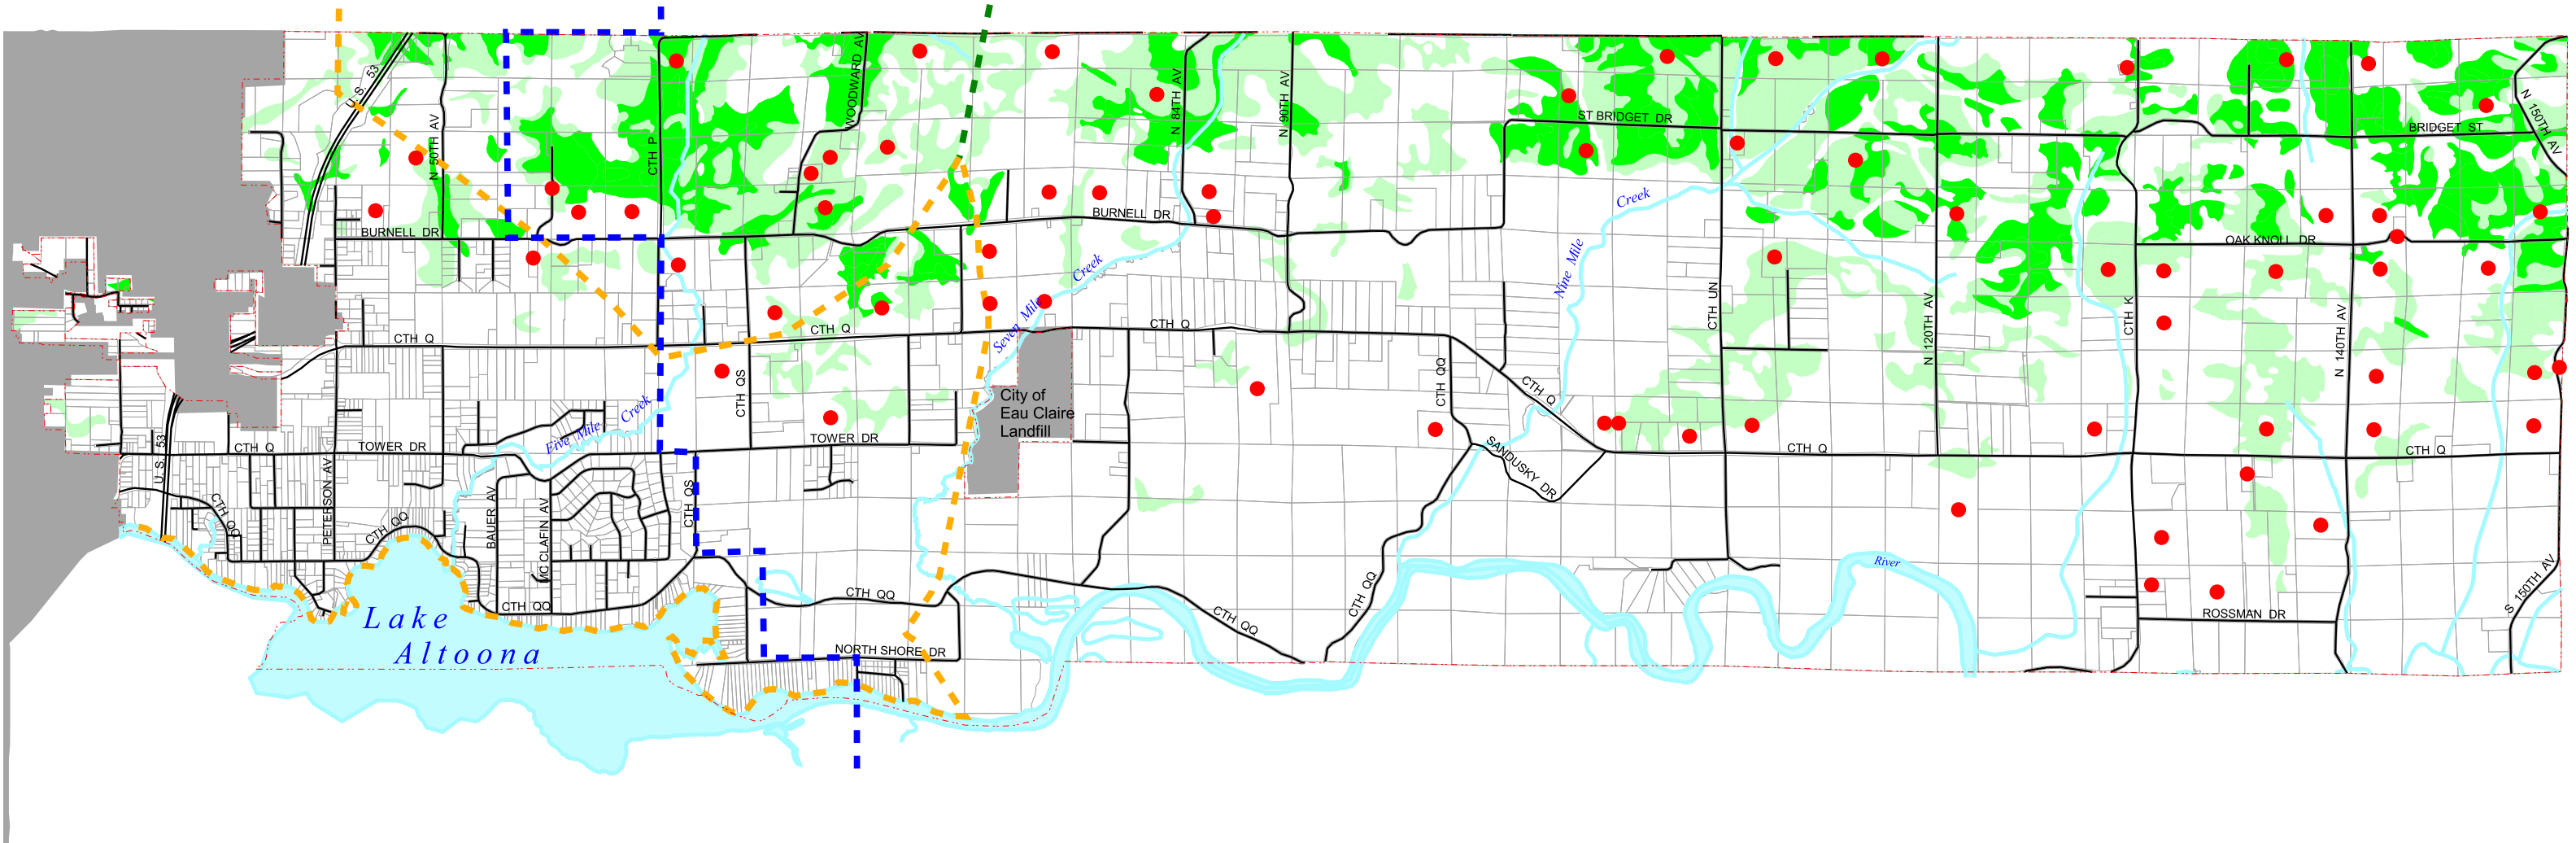 U. S. 53
N 50TH AV
CTH P
WOODWARD AV
N 84TH AV
N 90TH AV
ST BRIDGET DR
BRIDGET ST
N 150TH AV
BURNELL DR
BURNELL DR
Creek
Nine Mile
OAK KNOLL DR
Creek
Seven Mile
CTH UN
N 120TH AV
CTH K
N 140TH AV
CTH Q
CTH Q
CTH Q
CTH QS
City of
Eau Claire
Landfill
CTH QQ
CTH Q
Creek
Five Mile
U. S. 53
CTH Q
TOWER DR
TOWER DR
SANDUSKY DR
CTH Q
CTH Q
CTH QQ
PETERSON AV
CTH QQ
BAUER AV
MC CLAFIN AV
CTH QS
River
CTH QQ
CTH QQ
CTH QQ
CTH QQ
S 150TH AV
ROSSMAN DR
Lake
Altoona
NORTH SHORE DR